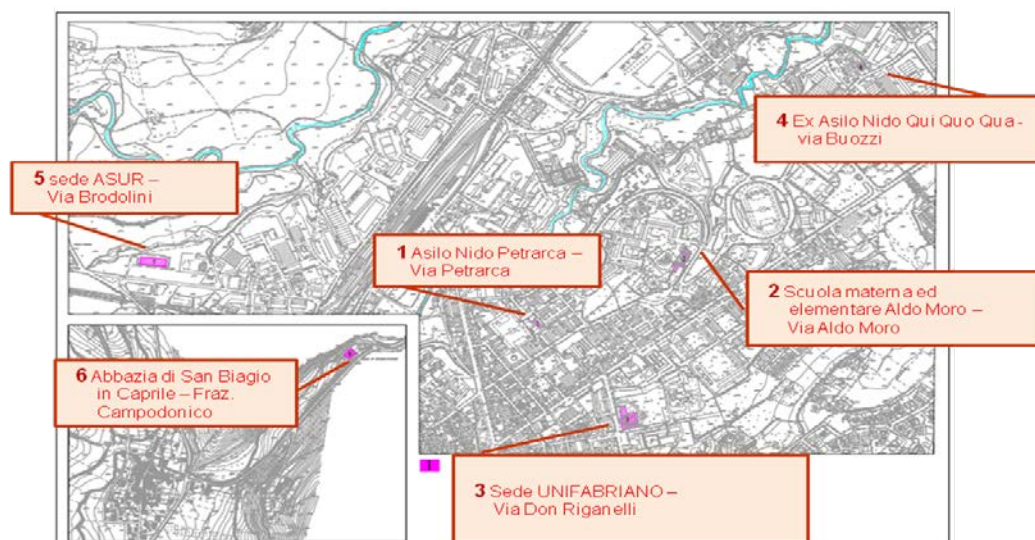 4 Ex Asilo Nido Qui Quo Qua -
via Buozzi
5 sede ASUR –
Via Brodolini
1 Asilo Nido Petrarca –
Via Petrarca
2 Scuola materna ed
elementare Aldo Moro –
Via Aldo Moro
6 Abbazia di San Biagio
in Caprile – Fraz.
Campodonico
3 Sede UNIFABRIANO –
Via Don Riganelli